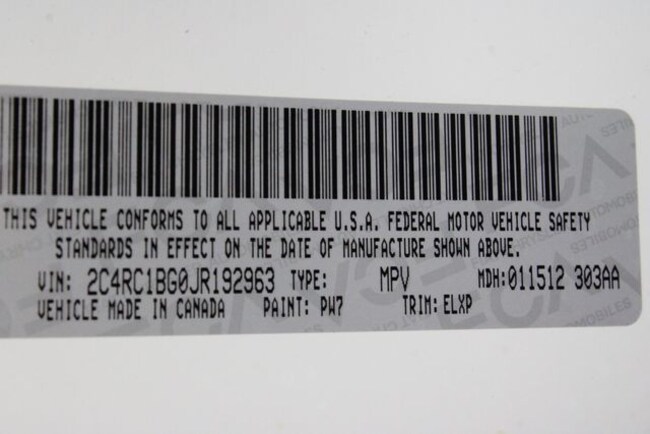 THIS VEHICLE CONFORMS TO ALL APPLICABLE U.S.A. FEDERAL MOTOR VEHICLE SAFETY
STANDARDS IN EFFECT ON THE DATE OF MANUFACTURE SHOWN ABOVE.
VIN: 2C4RC1BG0JR192963 TYPE: MPV MDH:011512 303AA
VEHICLE MADE IN CANADA PAINT: PW7 TRIM: ELXP